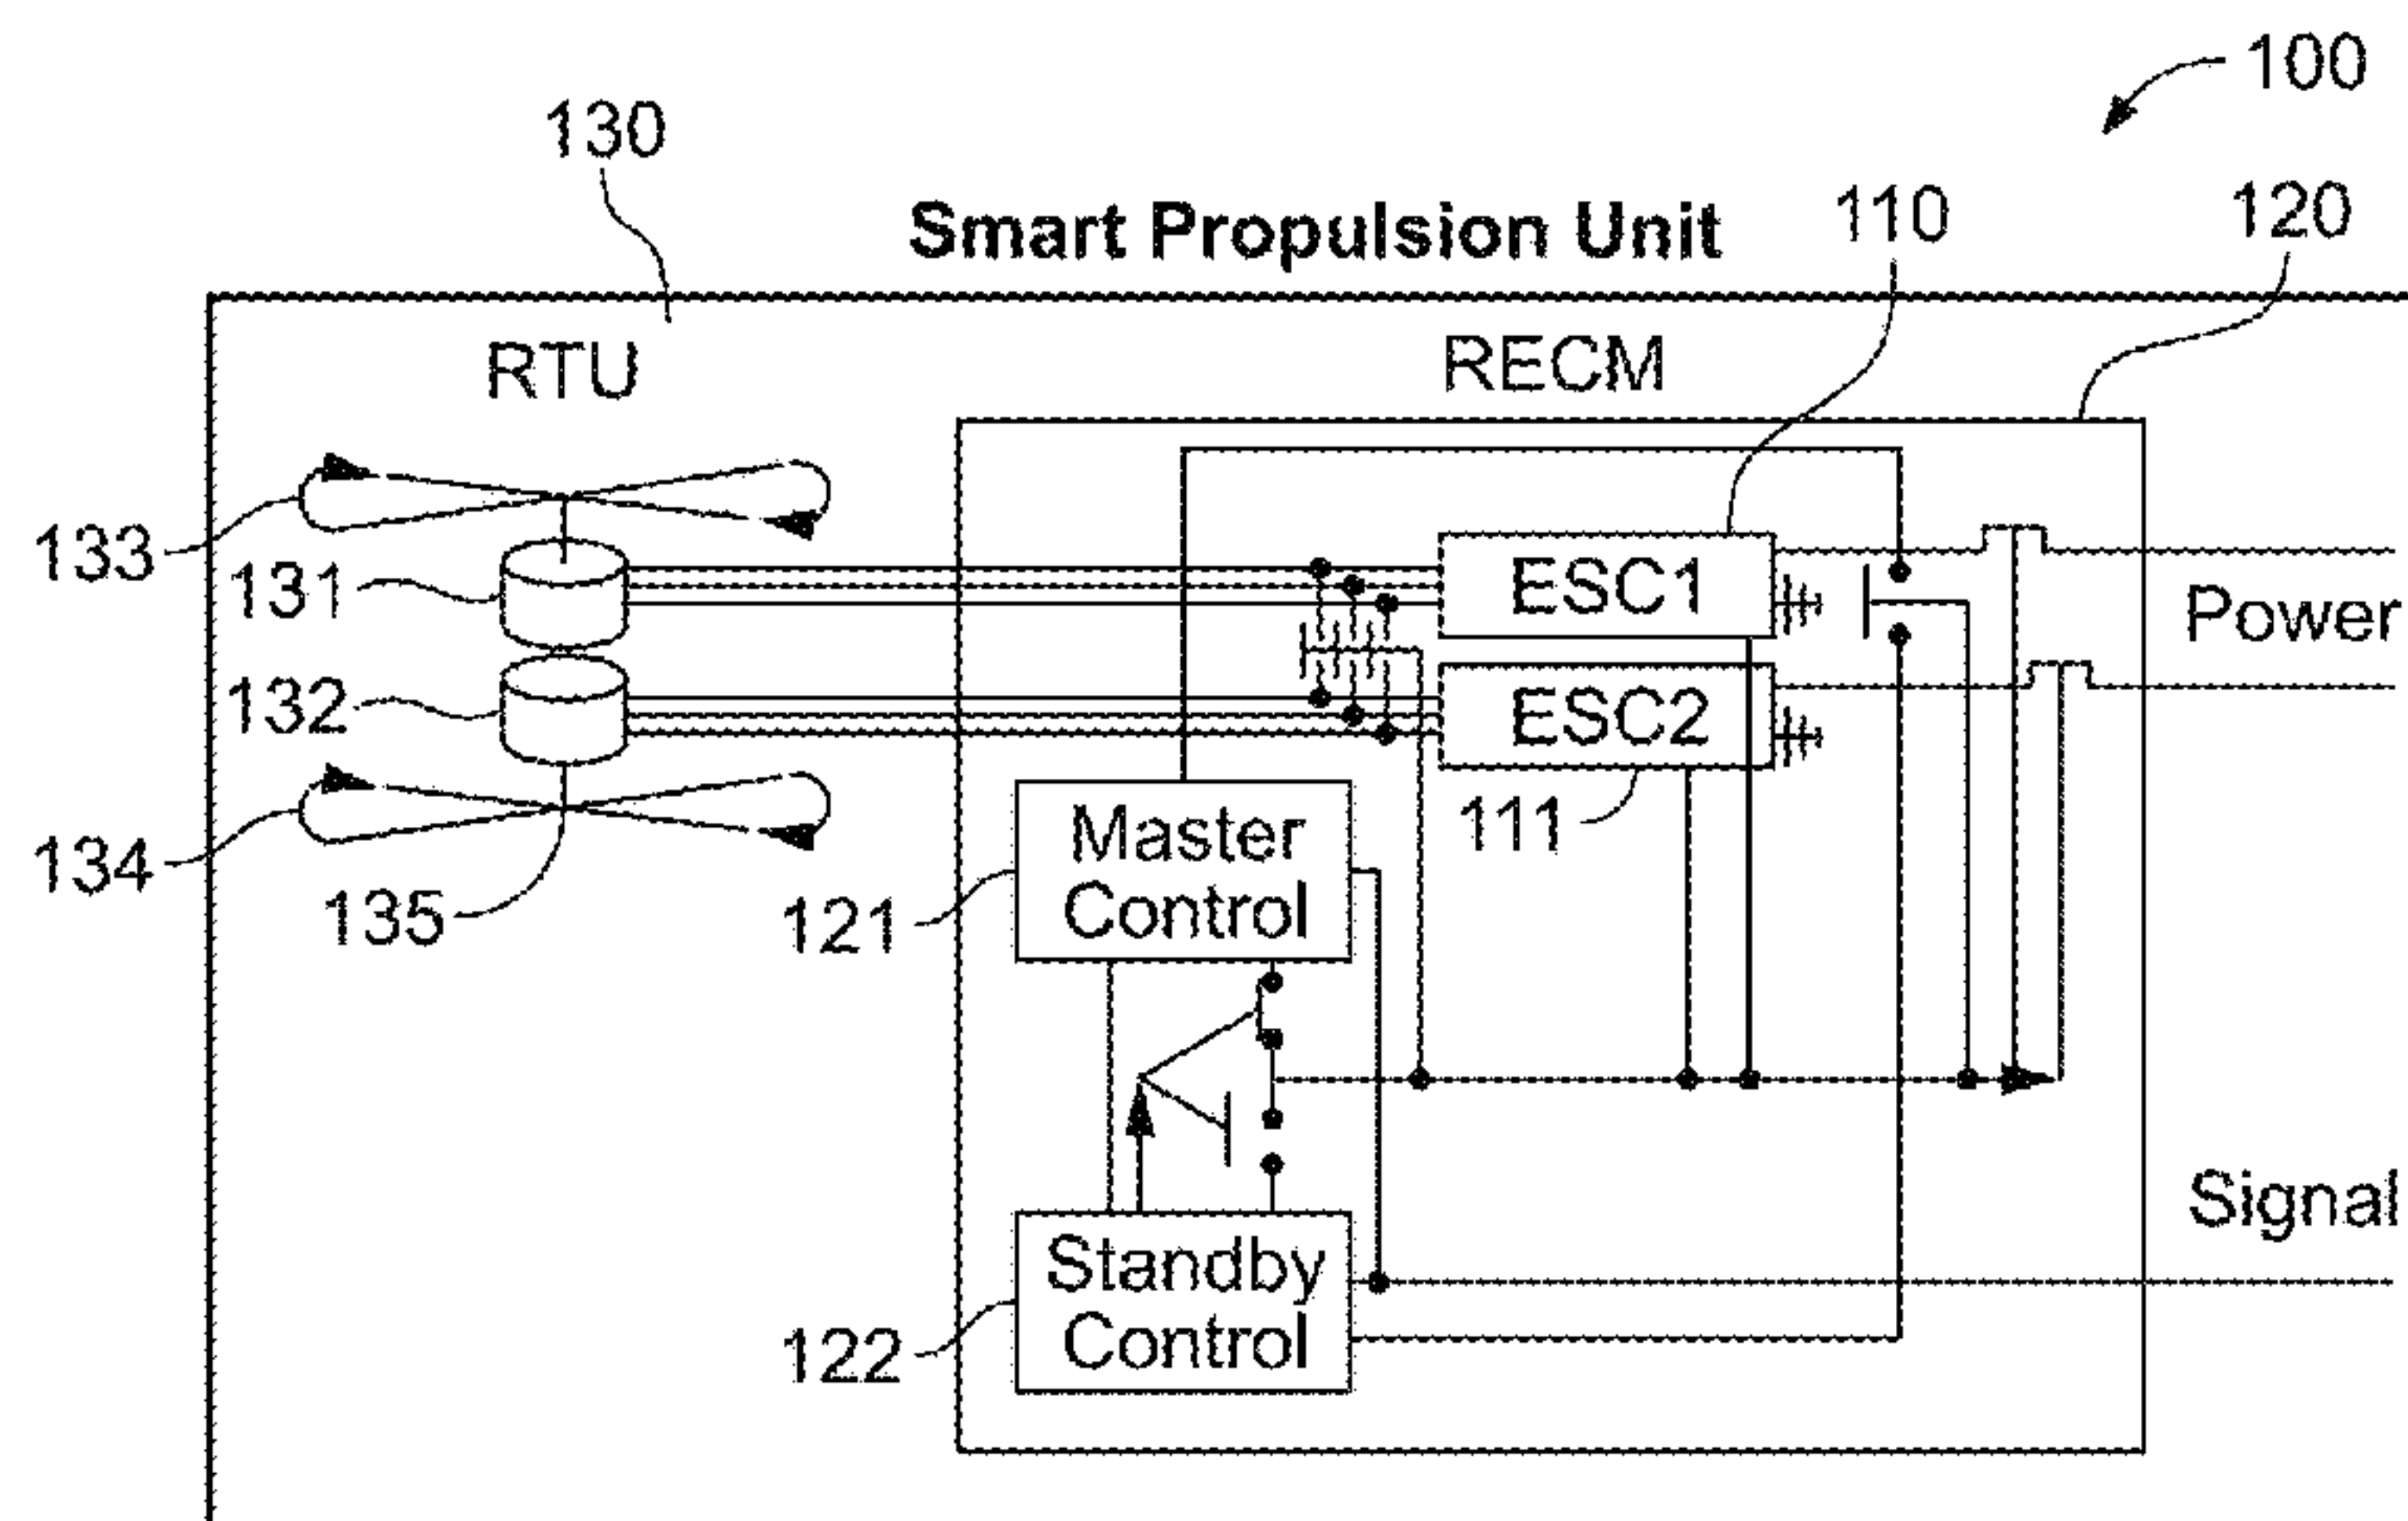 100
130
Smart Propulsion Unit
110
120
RTU
RECM
133
131
ESC1
Power
132
ESC2
111
134
135
121
Master
Control
Signal
122
Standby
Control